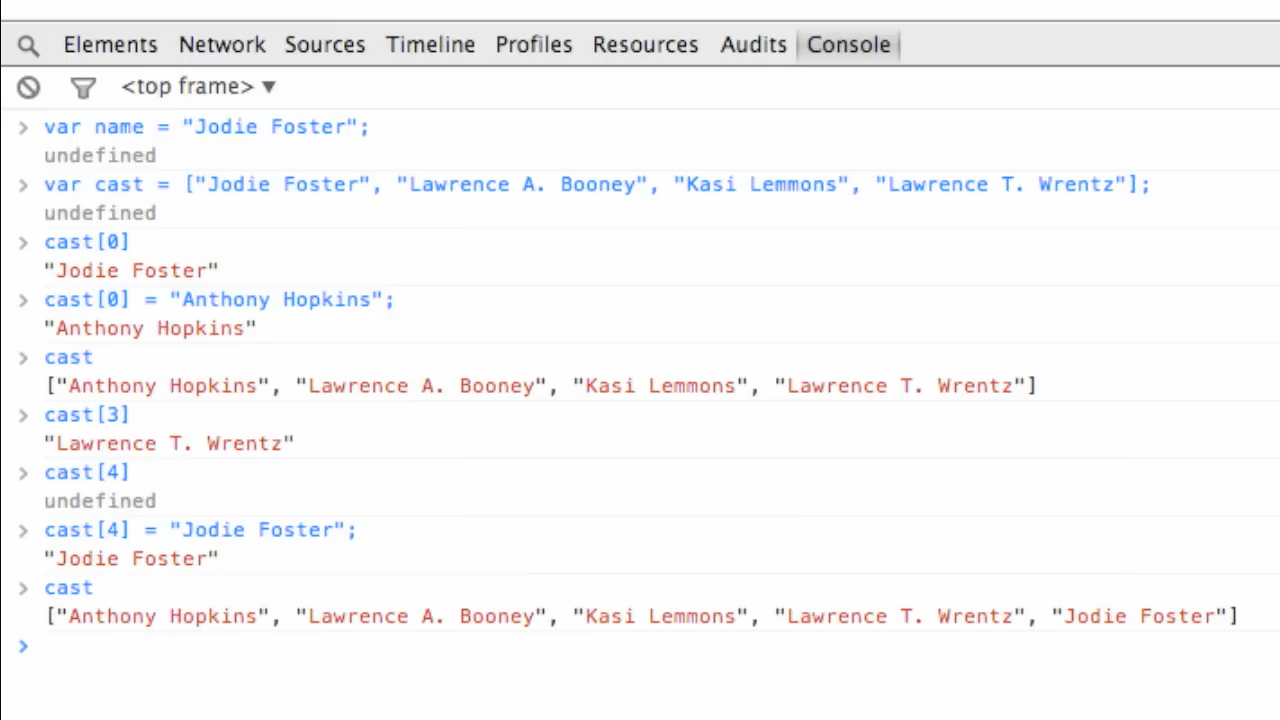 Elements Network Sources Timeline Profiles Resources Audits Console
<top frame> ▼
> var name = "Jodie Foster";
undefined
> var cast = ["Jodie Foster", "Lawrence A. Booney", "Kasi Lemmons", "Lawrence T. Wrentz"];
undefined
> cast[0]
"Jodie Foster"
> cast[0] = "Anthony Hopkins";
"Anthony Hopkins"
> cast
["Anthony Hopkins", "Lawrence A. Booney", "Kasi Lemmons", "Lawrence T. Wrentz"]
> cast[3]
"Lawrence T. Wrentz"
> cast[4]
undefined
> cast[4] = "Jodie Foster";
"Jodie Foster"
> cast
["Anthony Hopkins", "Lawrence A. Booney", "Kasi Lemmons", "Lawrence T. Wrentz", "Jodie Foster"]
>